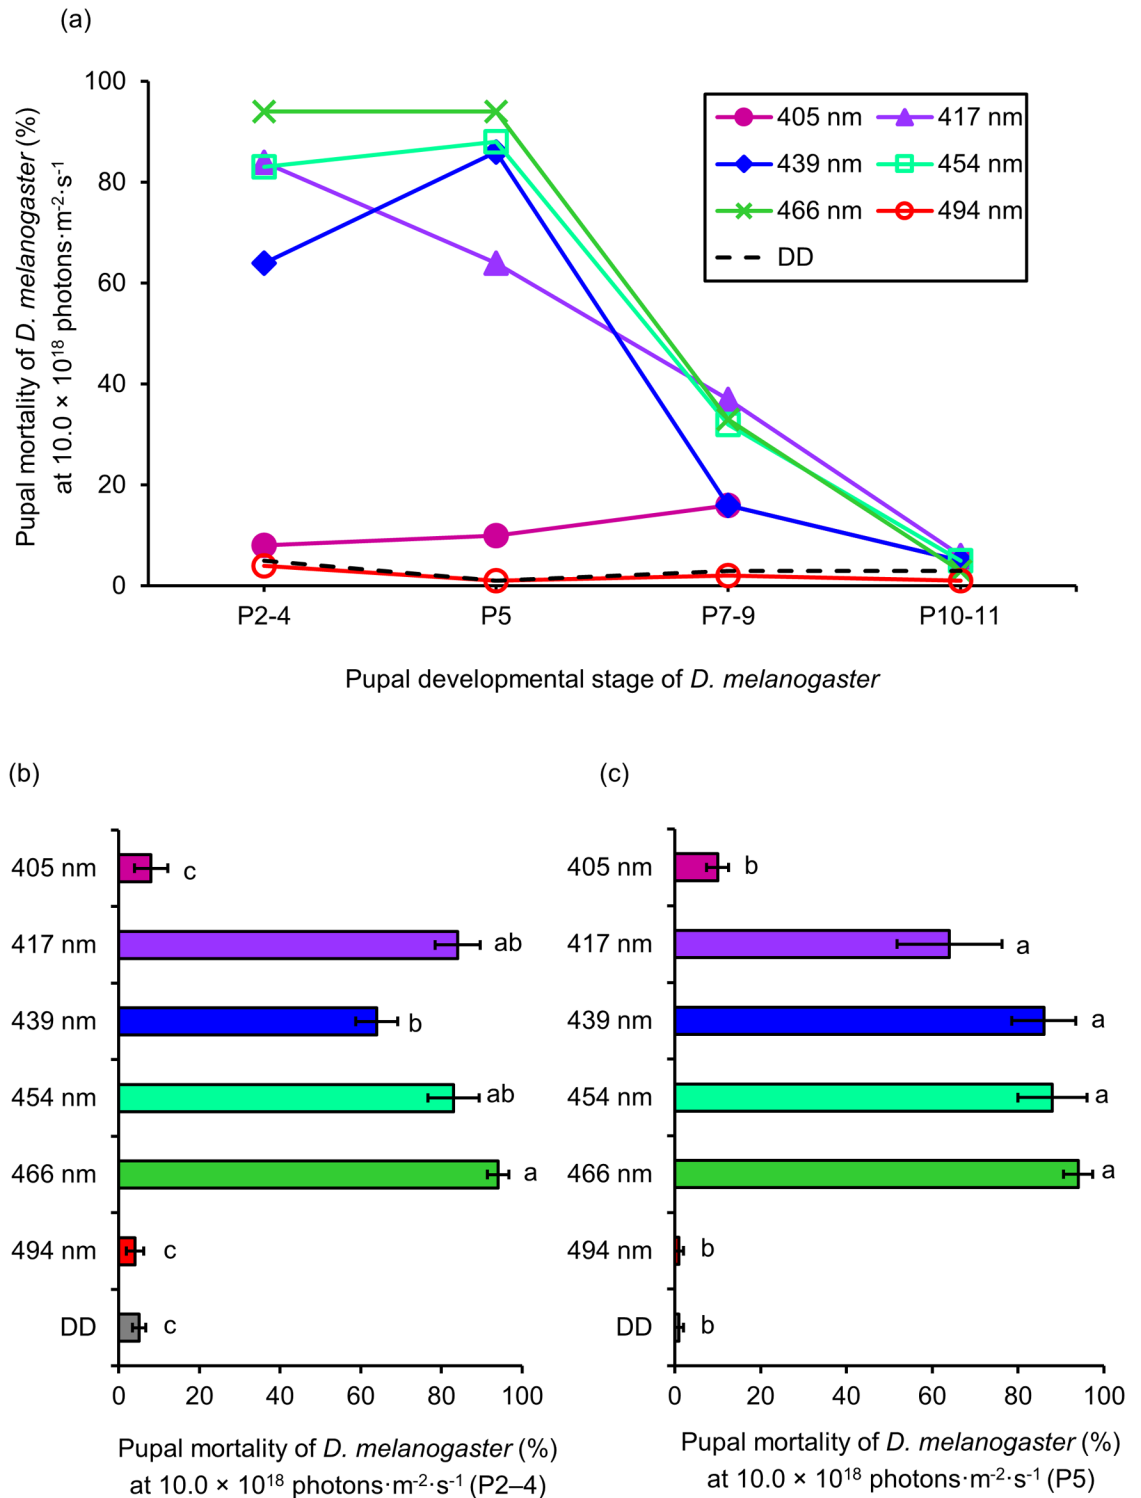 (a)
Pupal mortality of D. melanogaster (%)
at 10.0 × 10¹⁸ photons·m⁻²·s⁻¹
100
80
60
40
20
0
405 nm 417 nm
439 nm 454 nm
466 nm 494 nm
DD
P2-4 P5 P7-9 P10-11
Pupal developmental stage of D. melanogaster
(b)
405 nm c
417 nm ab
439 nm b
454 nm ab
466 nm a
494 nm c
DD c
0 20 40 60 80 100
Pupal mortality of D. melanogaster (%)
at 10.0 × 10¹⁸ photons·m⁻²·s⁻¹ (P2–4)
(c)
405 nm b
417 nm a
439 nm a
454 nm a
466 nm a
494 nm b
DD b
0 20 40 60 80 100
Pupal mortality of D. melanogaster (%)
at 10.0 × 10¹⁸ photons·m⁻²·s⁻¹ (P5)